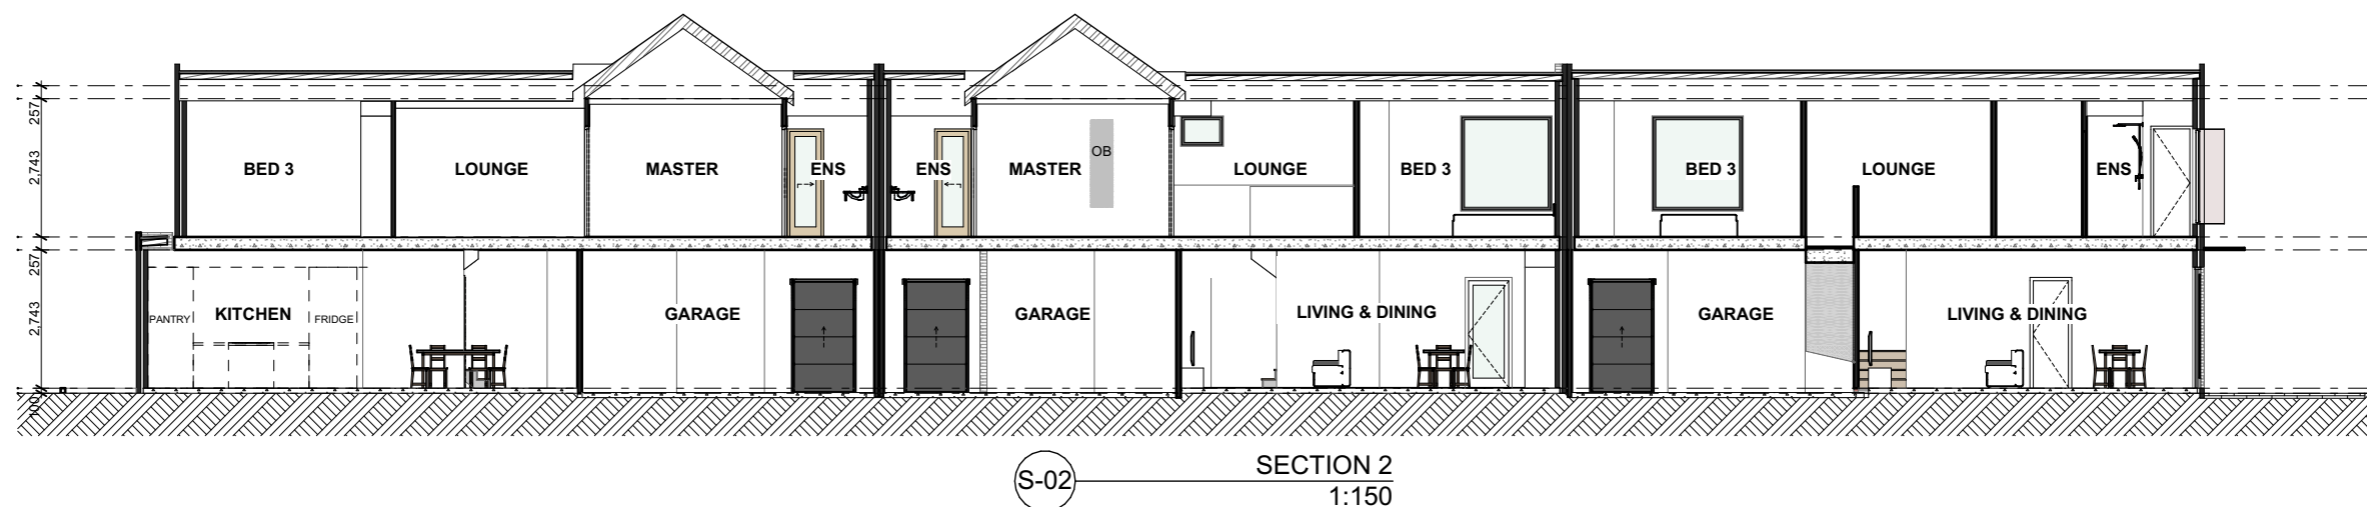 257
2,743
257
2,743
100
BED 3
LOUNGE
MASTER
ENS
ENS
MASTER
OB
LOUNGE
BED 3
BED 3
LOUNGE
ENS
PANTRY
KITCHEN
FRIDGE
GARAGE
GARAGE
LIVING & DINING
GARAGE
LIVING & DINING
S-02
SECTION 2
1:150